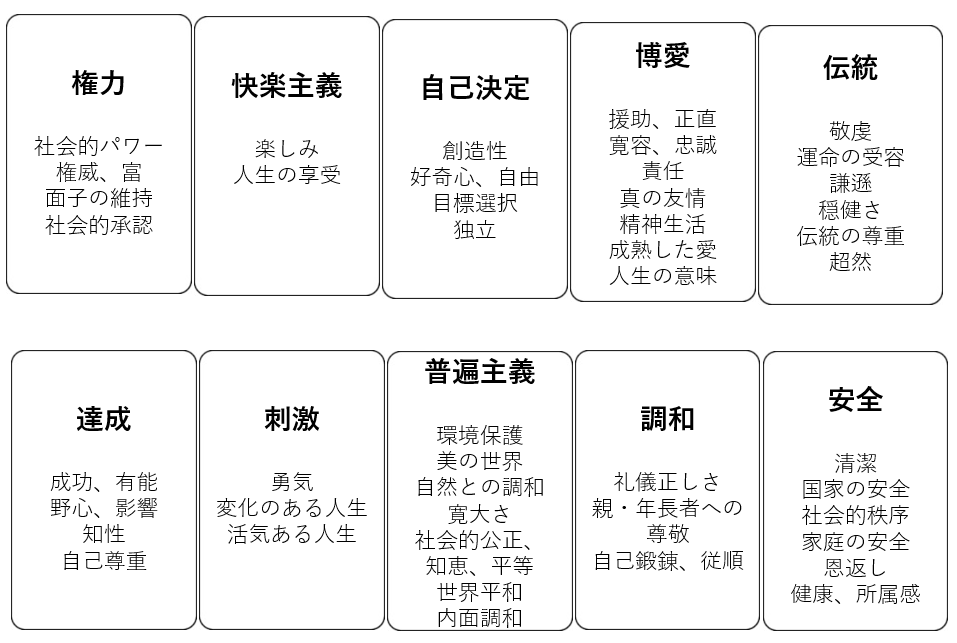 権力
社会的パワー
権威、富
面子の維持
社会的承認
快楽主義
楽しみ
人生の享受
自己決定
創造性
好奇心、自由
目標選択
独立
博愛
援助、正直
寛容、忠誠
責任
真の友情
精神生活
成熟した愛
人生の意味
伝統
敬虔
運命の受容
謙遜
穏健さ
伝統の尊重
超然
達成
成功、有能
野心、影響
知性
自己尊重
刺激
勇気
変化のある人生
活気ある人生
普遍主義
環境保護
美の世界
自然との調和
寛大さ
社会的公正、
知恵、平等
世界平和
内面調和
調和
礼儀正しさ
親・年長者への
尊敬
自己鍛錬、従順
安全
清潔
国家の安全
社会的秩序
家庭の安全
恩返し
健康、所属感